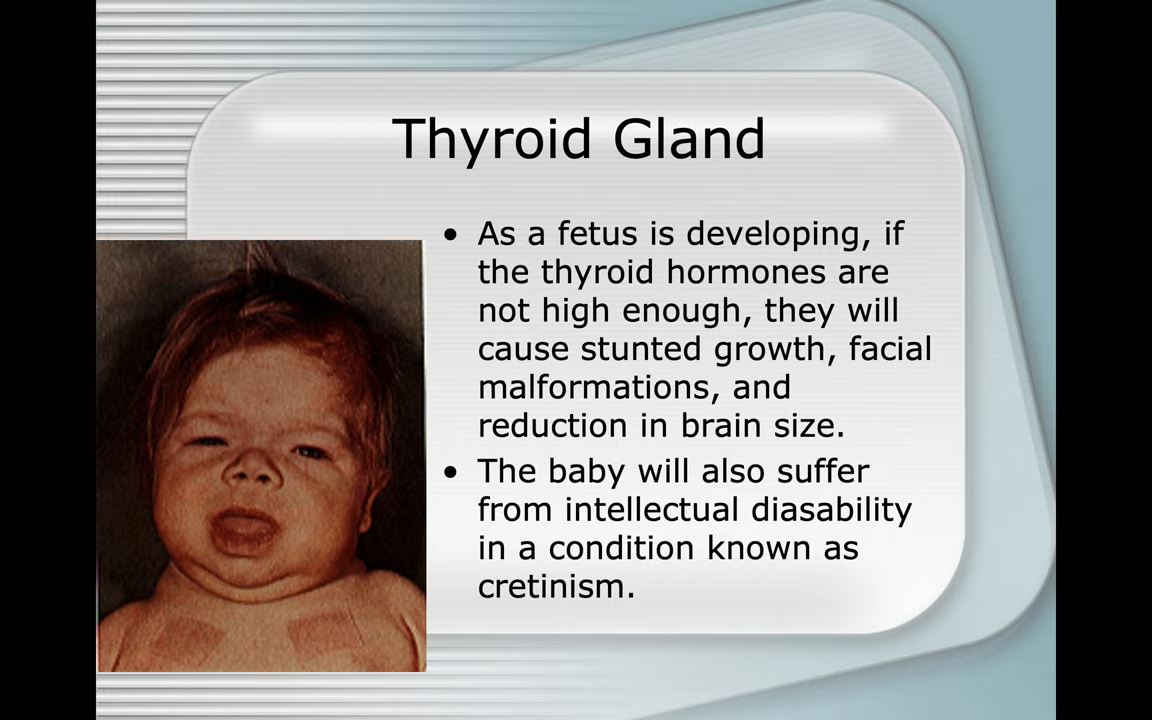 Thyroid Gland
• As a fetus is developing, if
the thyroid hormones are
not high enough, they will
cause stunted growth, facial
malformations, and
reduction in brain size.
• The baby will also suffer
from intellectual diasability
in a condition known as
cretinism.